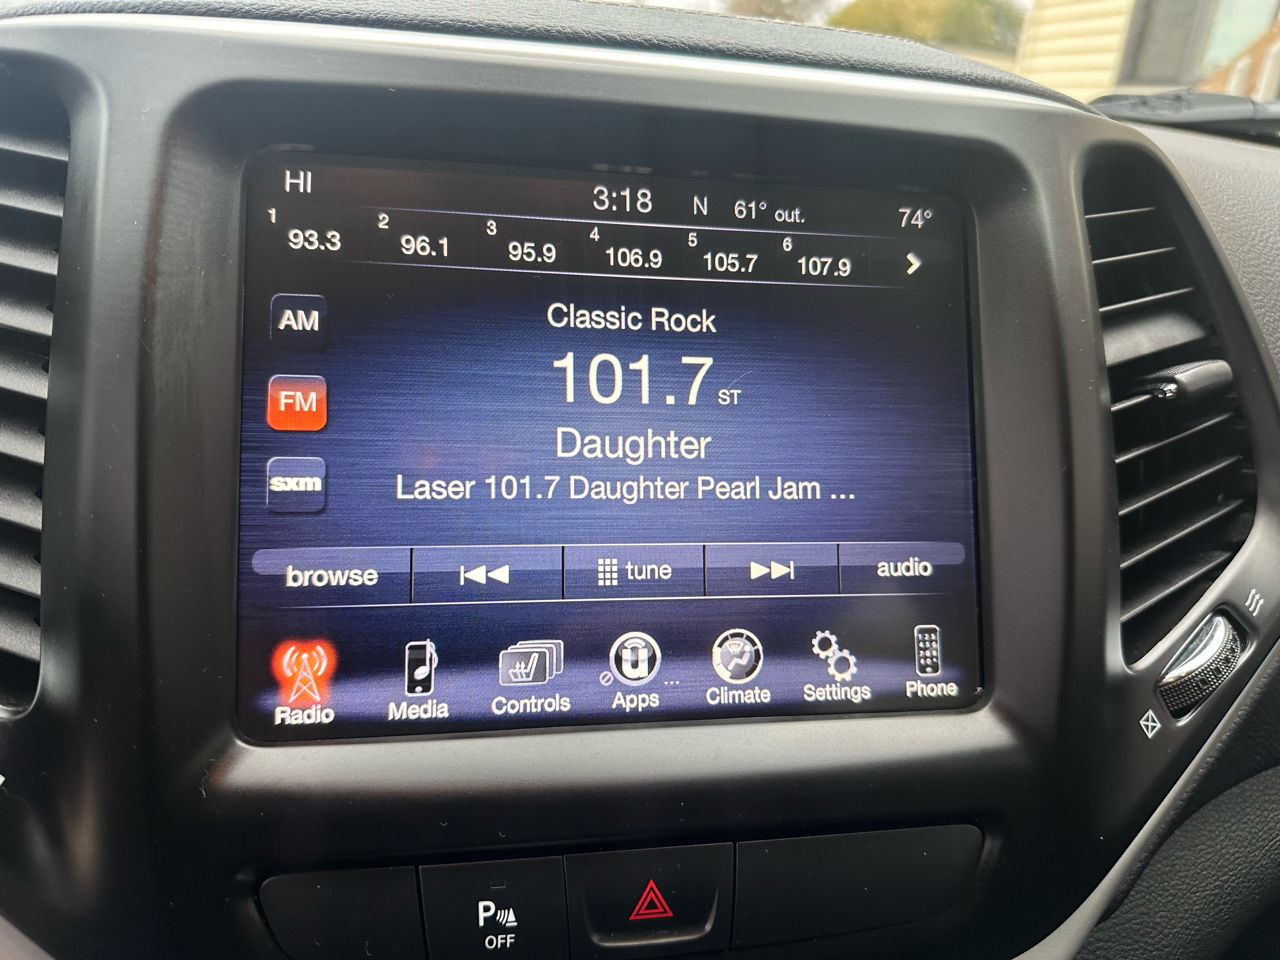 HI 3:18 N 61° out. 74°
1 93.3 2 96.1 3 95.9 4 106.9 5 105.7 6 107.9
AM
FM
sxm
Classic Rock
101.7 ST
Daughter
Laser 101.7 Daughter Pearl Jam ...
browse tune audio
Radio Media Controls Apps ... Climate Settings Phone
P
OFF